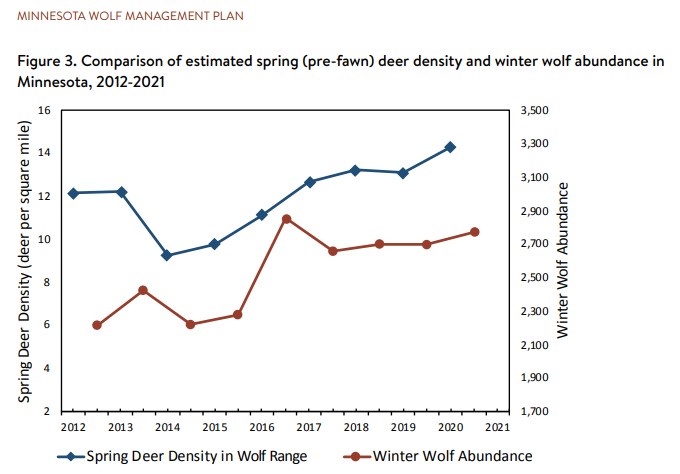 MINNESOTA WOLF MANAGEMENT PLAN
Figure 3. Comparison of estimated spring (pre-fawn) deer density and winter wolf abundance in
Minnesota, 2012-2021
Spring Deer Density (deer per square mile)
16
14
12
10
8
6
4
2
3,500
3,300
3,100
2,900
2,700
2,500
2,300
2,100
1,900
1,700
Winter Wolf Abundance
2012 2013 2014 2015 2016 2017 2018 2019 2020 2021
Spring Deer Density in Wolf Range Winter Wolf Abundance